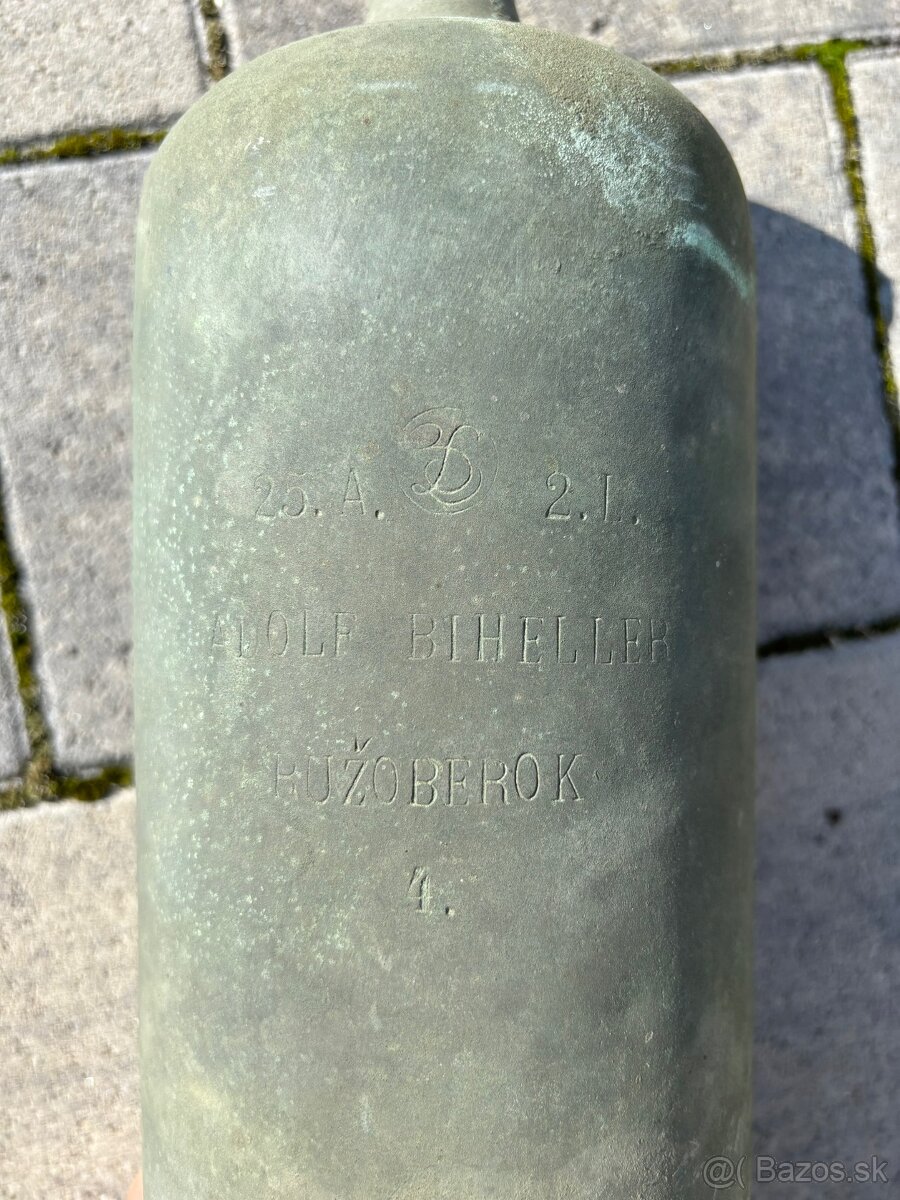 25. A. 2. L.
ADOLF BIHELLER
RUŽOBEROK
4.
@( Bazos.sk